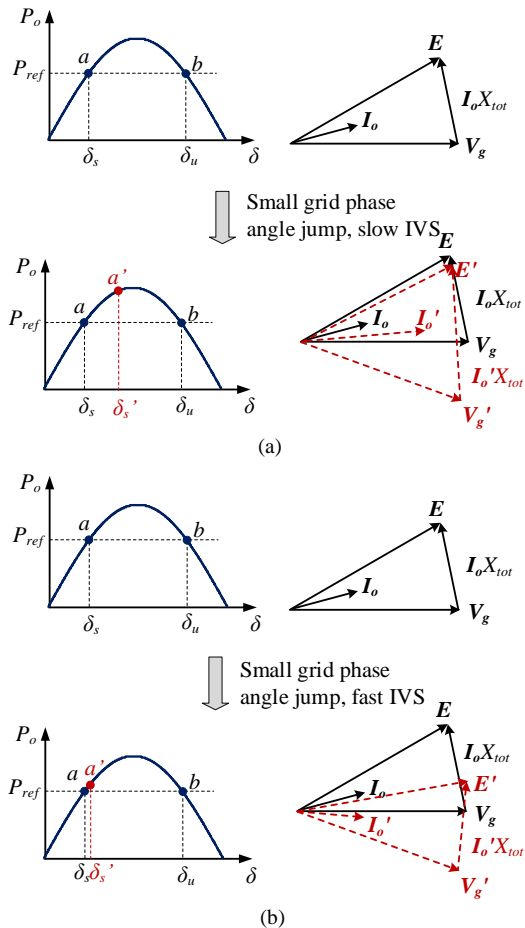 P_o
a
b
P_ref
δ_s
δ_u
δ
E
I_o
I_oX_tot
V_g
Small grid phase
angle jump, slow IVS
P_o
a'
a
b
P_ref
δ_s
δ_s'
δ_u
δ
E
E'
I_o
I_o'
I_oX_tot
V_g
I_o'X_tot
V_g'
(a)
P_o
a
b
P_ref
δ_s
δ_u
δ
E
I_o
I_oX_tot
V_g
Small grid phase
angle jump, fast IVS
P_o
a
a'
b
P_ref
δ_s
δ_s'
δ_u
δ
E
I_oX_tot
E'
I_o
V_g
I_o'
I_o'X_tot
V_g'
(b)